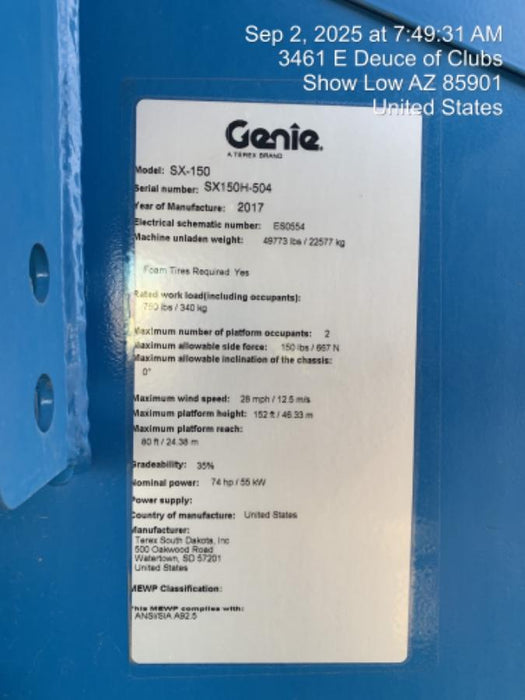 Sep 2, 2025 at 7:49:31 AM
3461 E Deuce of Clubs
Show Low AZ 85901
United States
Genie
A TEREX BRAND
Model: SX-150
Serial number: SX150H-504
Year of Manufacture: 2017
Electrical schematic number: ES0554
Machine unladen weight: 49773 lbs / 22577 kg
Foam Tires Required: Yes
Rated work load(including occupants):
750 lbs / 340 kg
Maximum number of platform occupants: 2
Maximum allowable side force: 150 lbs / 667 N
Maximum allowable inclination of the chassis:
0°
Maximum wind speed: 28 mph / 12.5 m/s
Maximum platform height: 152 ft / 46.33 m
Maximum platform reach:
80 ft / 24.38 m
Gradeability: 35%
Nominal power: 74 hp / 55 kW
Power supply:
Country of manufacture: United States
Manufacturer:
Terex South Dakota, Inc
500 Oakwood Road
Watertown, SD 57201
United States
MEWP Classification:
This MEWP complies with:
ANSI/SIA A92.5